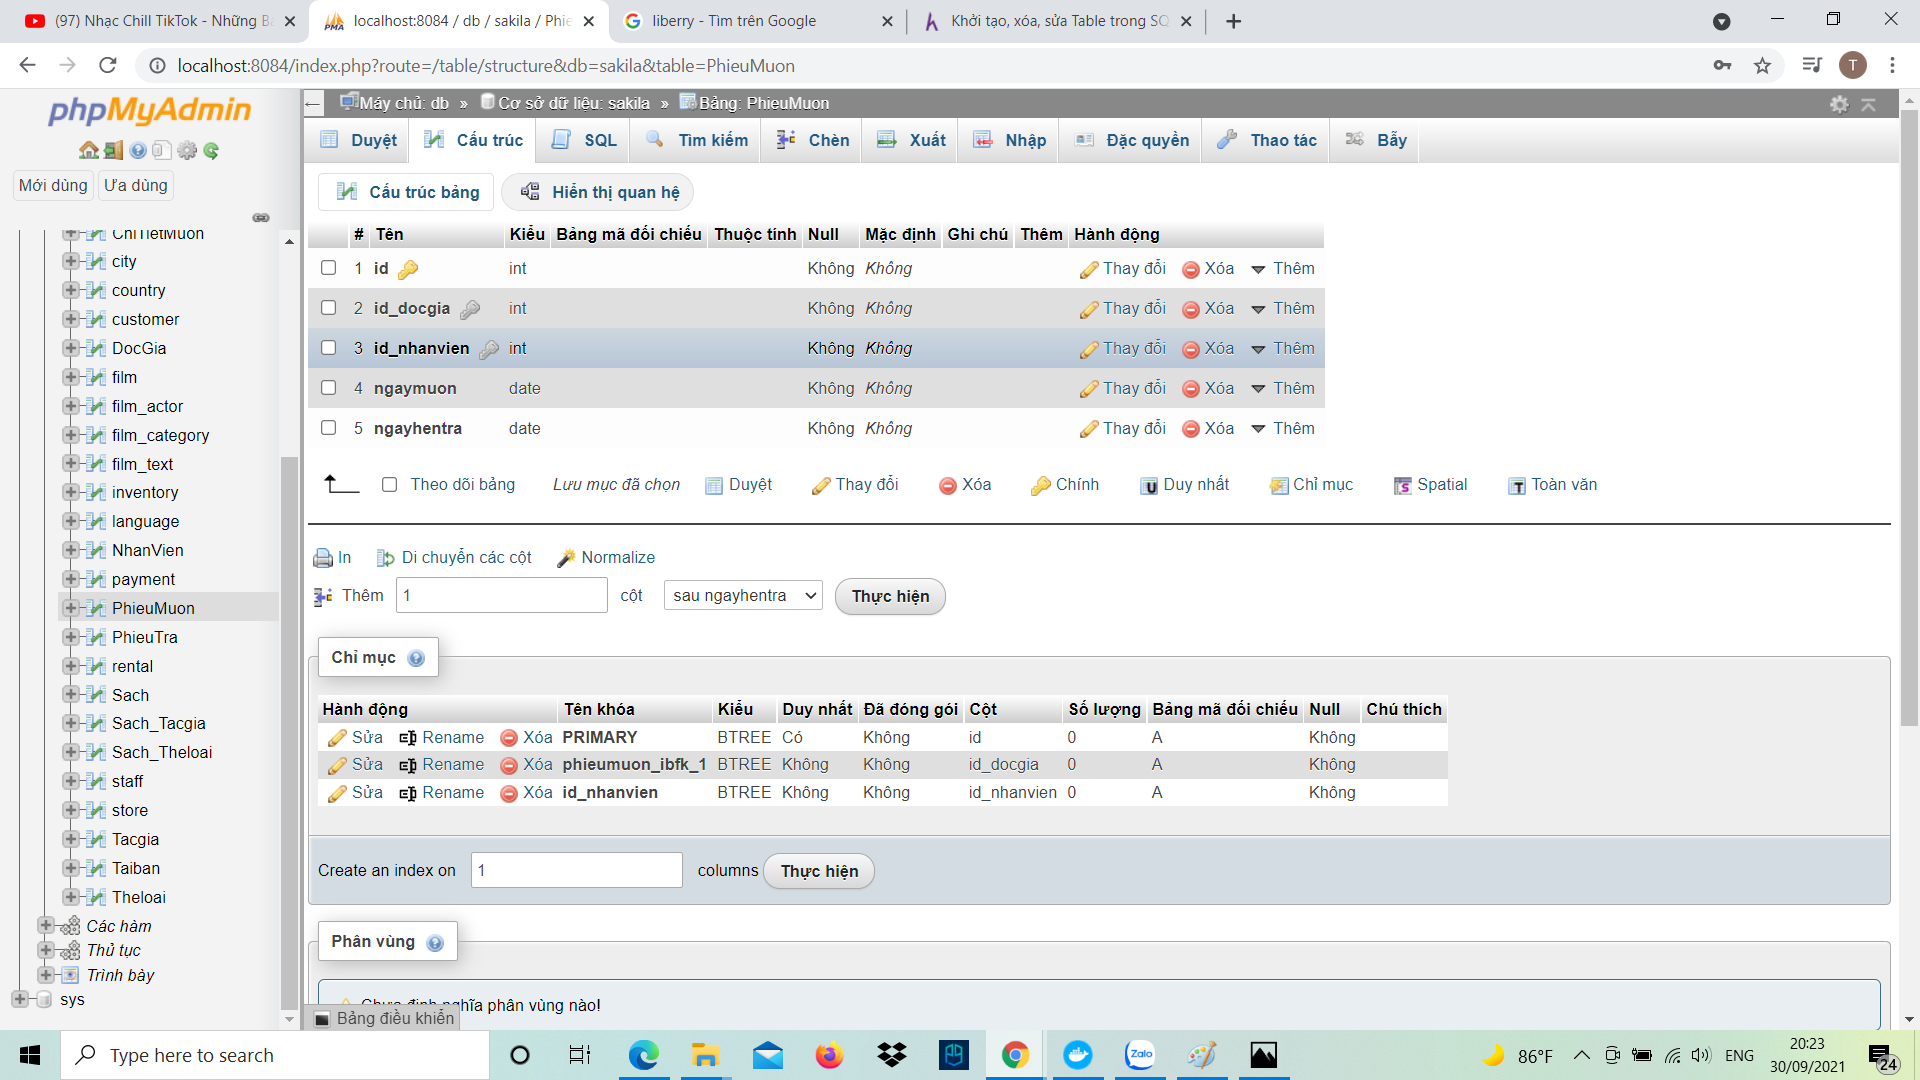 (97) Nhạc Chill TikTok - Những B
localhost:8084 / db / sakila / Phie
liberry - Tìm trên Google
Khởi tạo, xóa, sửa Table trong SQ
localhost:8084/index.php?route=/table/structure&db=sakila&table=PhieuMuon
T
phpMyAdmin
Mới dùng
Ưa dùng
ChiTietMuon
city
country
customer
DocGia
film
film_actor
film_category
film_text
inventory
language
NhanVien
payment
PhieuMuon
PhieuTra
rental
Sach
Sach_Tacgia
Sach_Theloai
staff
store
Tacgia
Taiban
Theloai
Các hàm
Thủ tục
Trình bày
sys
Máy chủ: db » Cơ sở dữ liệu: sakila » Bảng: PhieuMuon
Duyệt Cấu trúc SQL Tìm kiếm Chèn Xuất Nhập Đặc quyền Thao tác Bẫy
Cấu trúc bảng Hiển thị quan hệ
# Tên Kiểu Bảng mã đối chiếu Thuộc tính Null Mặc định Ghi chú Thêm Hành động
1 id int Không Không Thay đổi Xóa Thêm
2 id_docgia int Không Không Thay đổi Xóa Thêm
3 id_nhanvien int Không Không Thay đổi Xóa Thêm
4 ngaymuon date Không Không Thay đổi Xóa Thêm
5 ngayhentra date Không Không Thay đổi Xóa Thêm
Theo dõi bảng Lưu mục đã chọn Duyệt Thay đổi Xóa Chính Duy nhất Chỉ mục Spatial Toàn văn
In Di chuyển các cột Normalize
Thêm 1 cột sau ngayhentra Thực hiện
Chỉ mục
Hành động Tên khóa Kiểu Duy nhất Đã đóng gói Cột Số lượng Bảng mã đối chiếu Null Chú thích
Sửa Rename Xóa PRIMARY BTREE Có Không id 0 A Không
Sửa Rename Xóa phieumuon_ibfk_1 BTREE Không Không id_docgia 0 A Không
Sửa Rename Xóa id_nhanvien BTREE Không Không id_nhanvien 0 A Không
Create an index on 1 columns Thực hiện
Phân vùng
Chưa định nghĩa phân vùng nào!
Bảng điều khiển
Type here to search
Zalo
86°F
ENG
20:23
30/09/2021
24